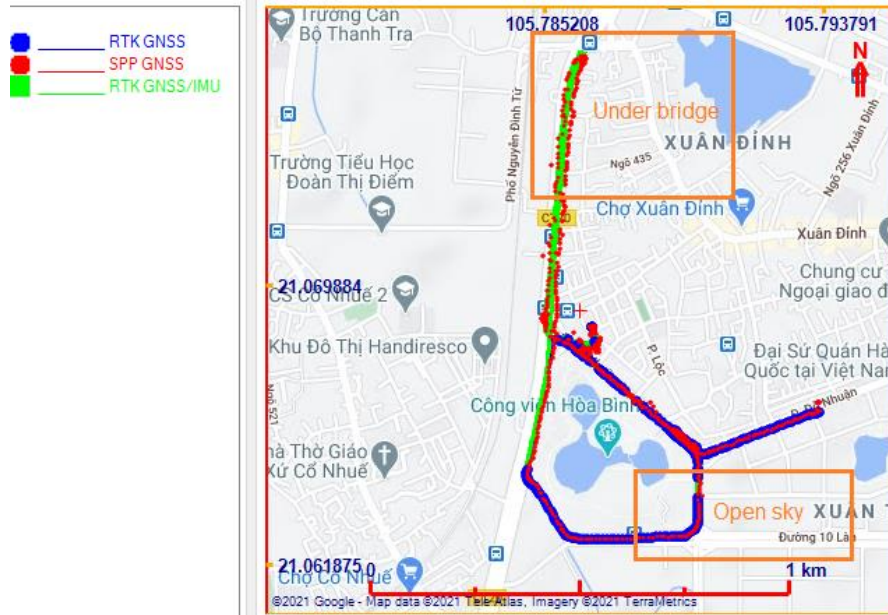 RTK GNSS
SPP GNSS
RTK GNSS/IMU
Trường Cán
Bộ Thanh Tra
105.785208
105.793791
N
Under bridge
Phố Nguyễn Đình Tứ
XUÂN ĐỈNH
Ngõ 435
Ngõ 256 Xuân Đỉnh
Trường Tiểu Học
Đoàn Thị Điểm
Chợ Xuân Đỉnh
Xuân Đỉnh
21.069884
CS Cổ Nhuế 2
Chung cư
Ngoại giao đ
Khu Đô Thị Handiresco
P. Lộc
Đại Sứ Quán Hà
Quốc tại Việt Nam
Ngõ 521
Công viên Hòa Bình
Nhuận
hà Thờ Giáo
Xứ Cổ Nhuế
Open sky
XUÂN T
Đường 10 Làn
21.061875
0
1 km
Chợ Cổ Nhuế
©2021 Google - Map data ©2021 Tele Atlas, Imagery ©2021 TerraMetrics